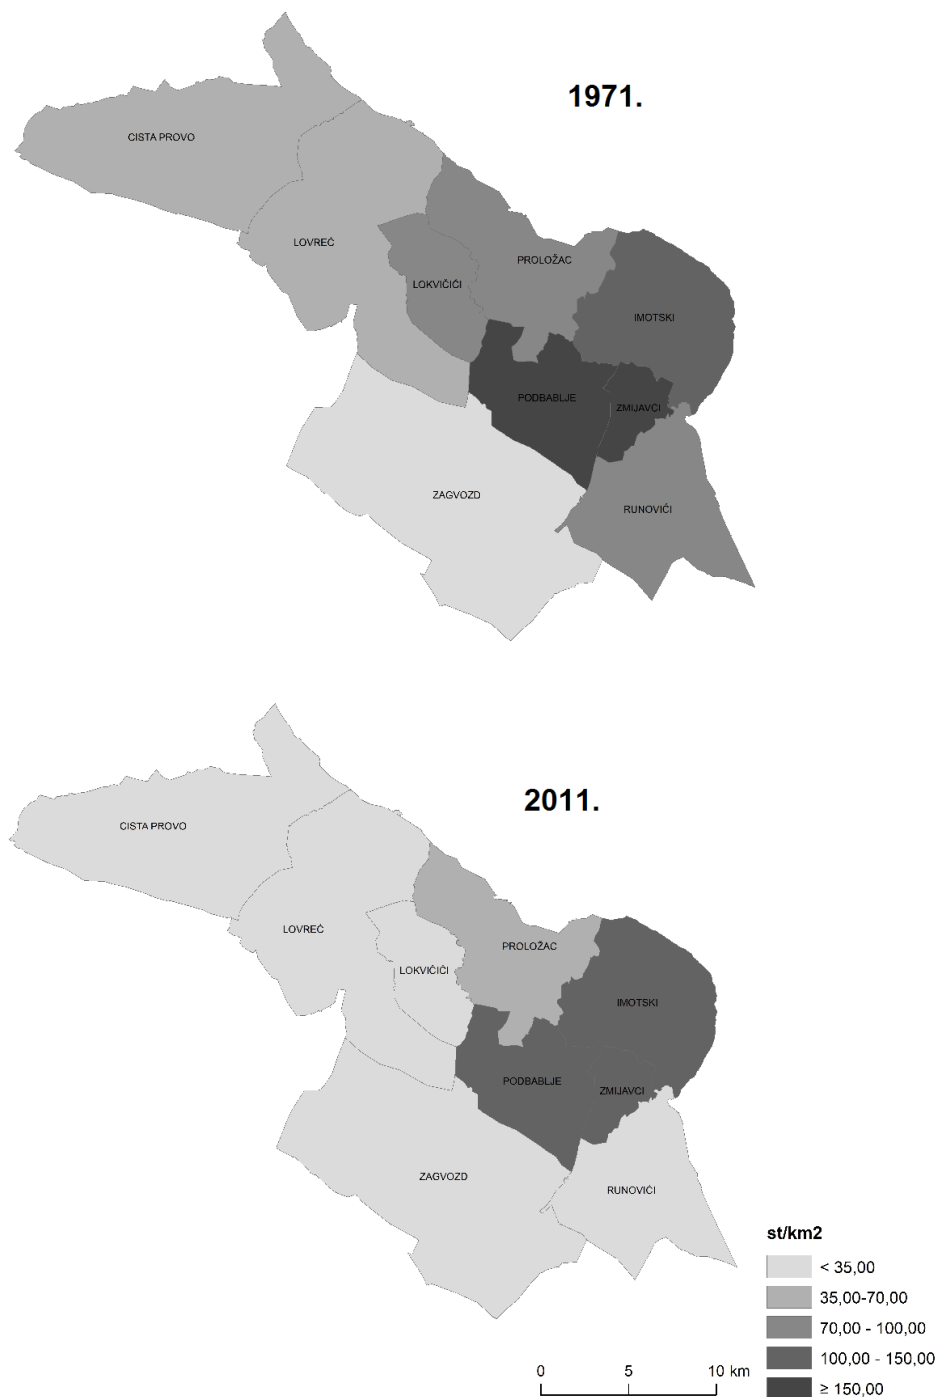 1971.
CISTA PROVO
LOVREĆ
PROLOŽAC
LOKVIČIĆI
IMOTSKI
PODBABLJE
ZMIJAVCI
ZAGVOZD
RUNOVIĆI
2011.
CISTA PROVO
LOVREĆ
PROLOŽAC
LOKVIČIĆI
IMOTSKI
PODBABLJE
ZMIJAVCI
ZAGVOZD
RUNOVIĆI
st/km2
< 35,00
35,00-70,00
70,00 - 100,00
100,00 - 150,00
≥ 150,00
0 5 10 km